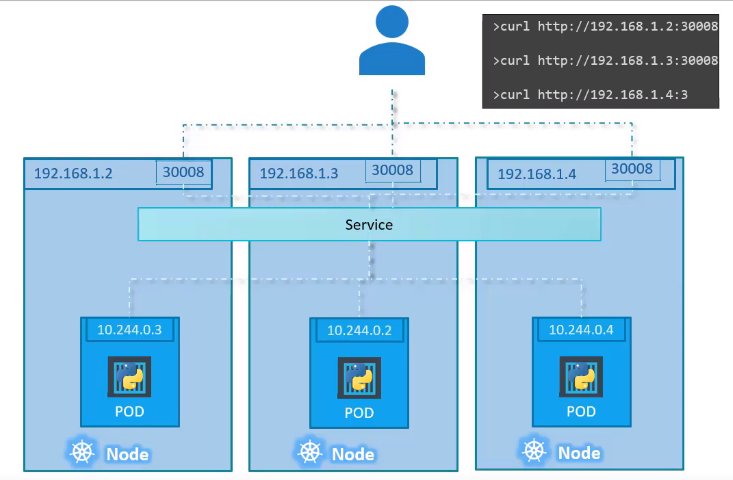 >curl http://192.168.1.2:30008
>curl http://192.168.1.3:30008
>curl http://192.168.1.4:3
192.168.1.2
30008
192.168.1.3
30008
192.168.1.4
30008
Service
10.244.0.3
10.244.0.2
10.244.0.4
POD
POD
POD
Node
Node
Node